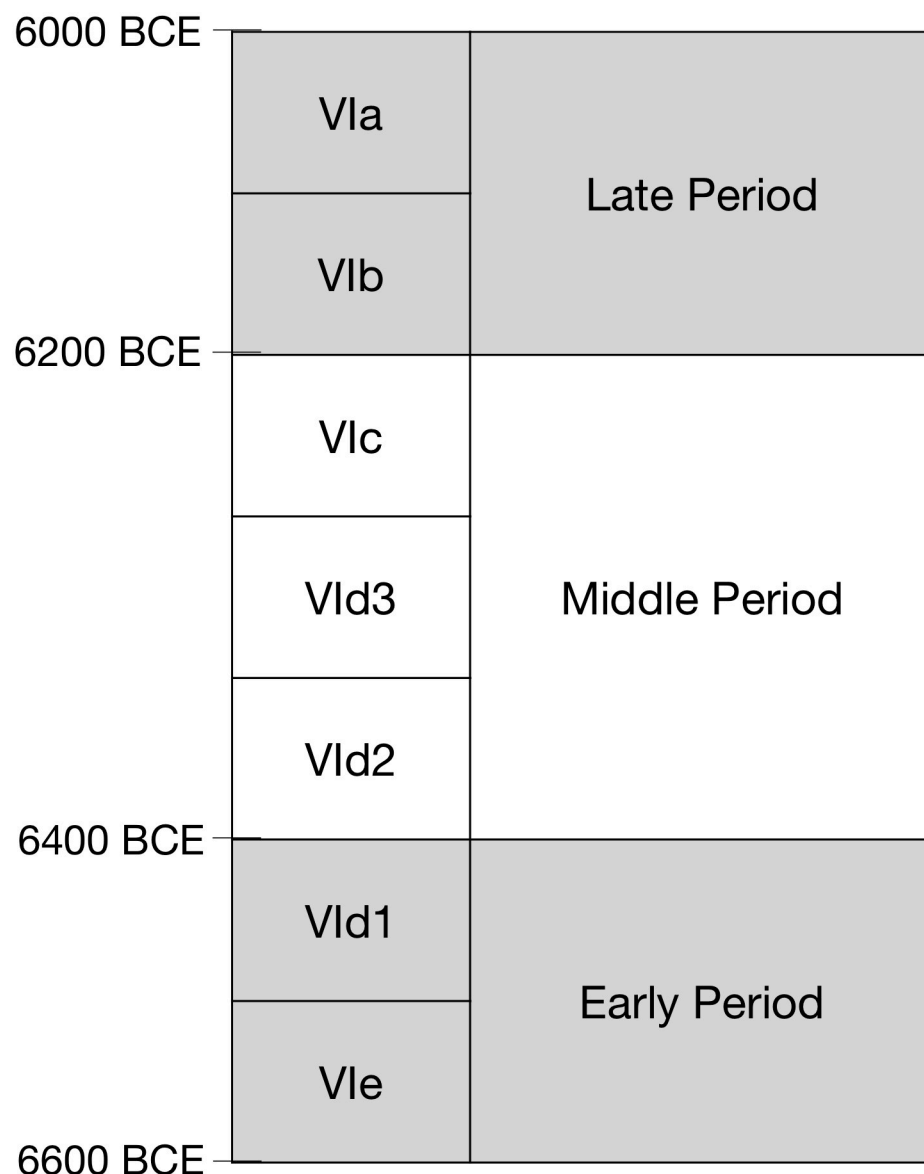 6000 BCE
VIa
Late Period
VIb
6200 BCE
VIc
VId3
Middle Period
VId2
6400 BCE
VId1
Early Period
VIe
6600 BCE